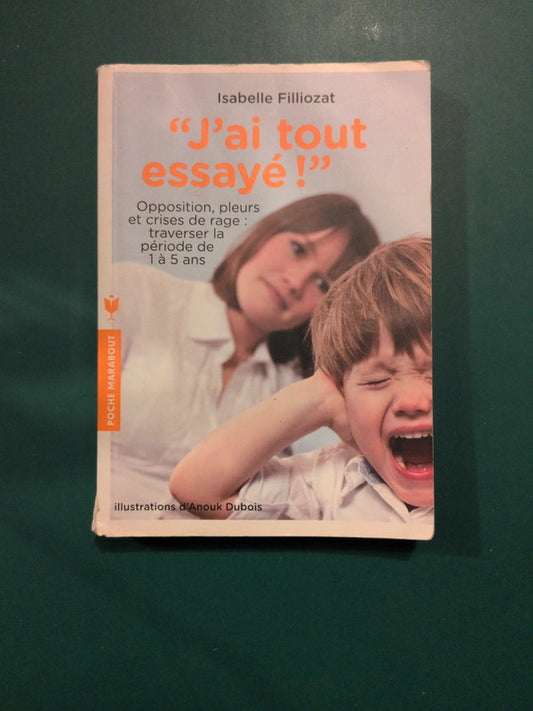 Isabelle Filliozat
“J’ai tout
essayé !”
Opposition, pleurs
et crises de rage :
traverser la
période de
1 à 5 ans
POCHE MARABOUT
illustrations d’Anouk Dubois